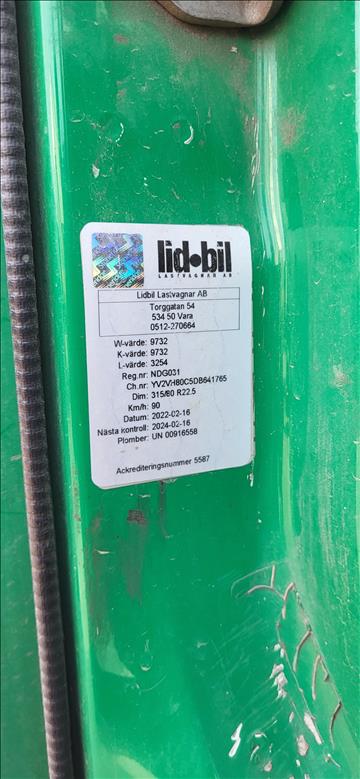 lid•bil
LASTVAGNAR AB
Lidbil Lastvagnar AB
Torggatan 54
534 50 Vara
0512-270664
W-värde: 9732
K-värde: 9732
L-värde: 3254
Reg.nr: NDG031
Ch.nr: YV2VH80C5DB641765
Dim: 315/80 R22.5
Km/h: 90
Datum: 2022-02-16
Nästa kontroll: 2024-02-16
Plomber: UN 00916558
Ackrediteringsnummer 5587